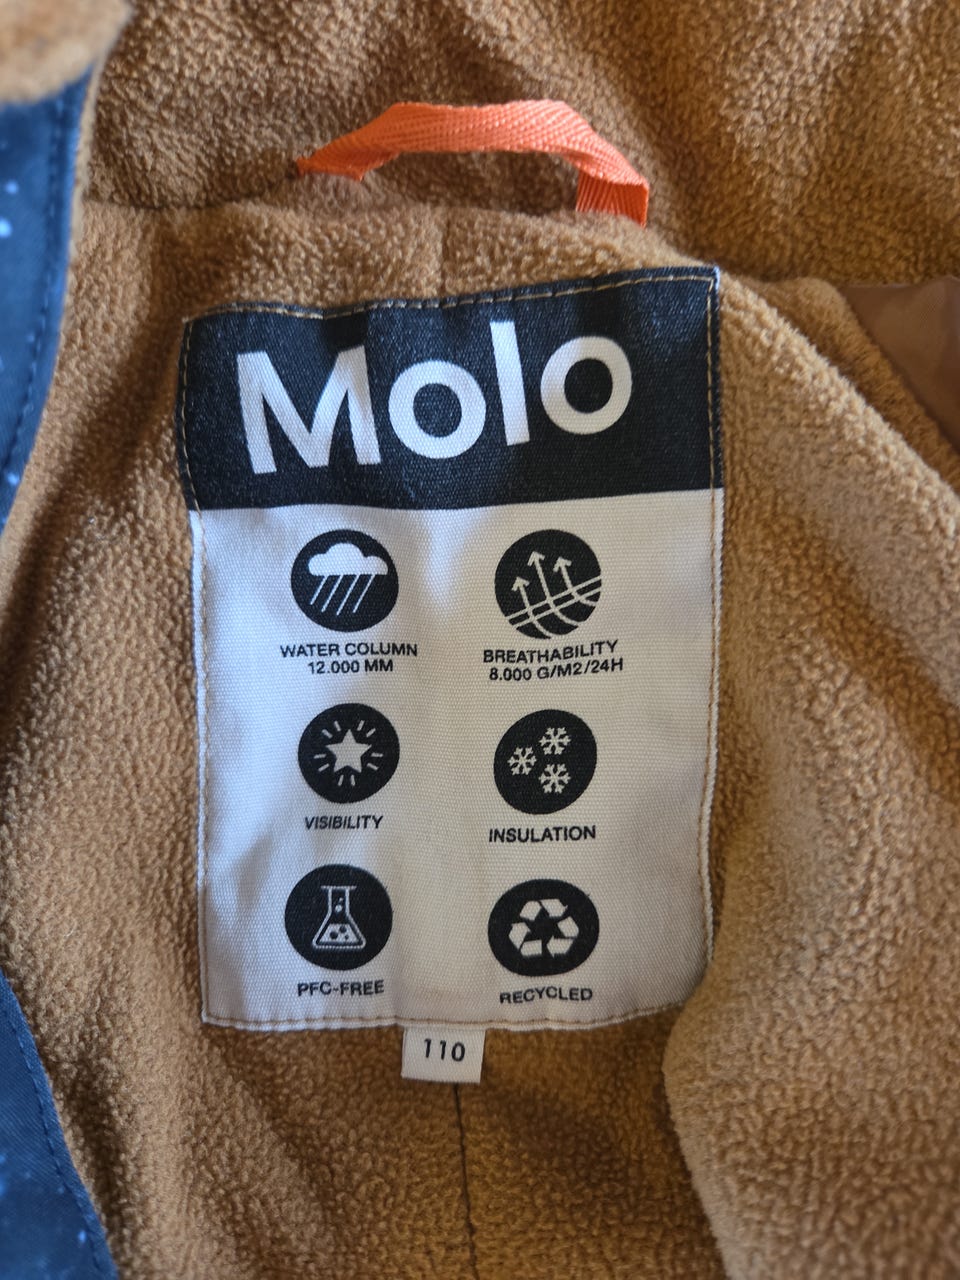 Molo
WATER COLUMN
12.000 MM
BREATHABILITY
8.000 G/M2/24H
VISIBILITY
INSULATION
PFC-FREE
RECYCLED
110